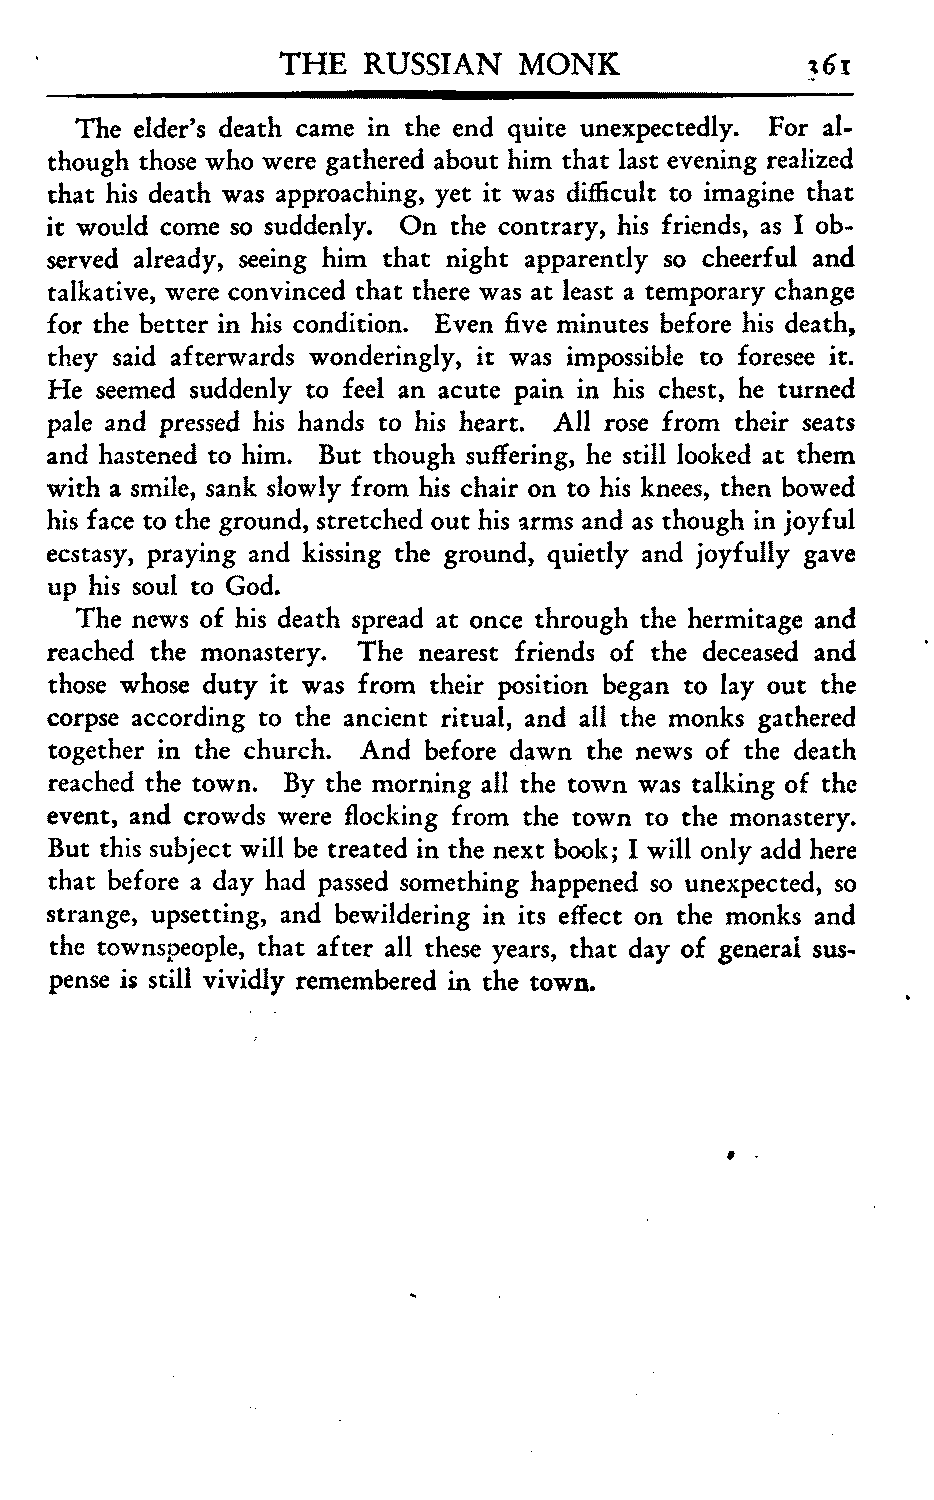 THE RUSSIAN MONK 361
The elder's death came in the end quite unexpectedly. For al-
though those who were gathered about him that last evening realized
that his death was approaching, yet it was difficult to imagine that
it would come so suddenly. On the contrary, his friends, as I ob-
served already, seeing him that night apparently so cheerful and
talkative, were convinced that there was at least a temporary change
for the better in his condition. Even five minutes before his death,
they said afterwards wonderingly, it was impossible to foresee it.
He seemed suddenly to feel an acute pain in his chest, he turned
pale and pressed his hands to his heart. All rose from their seats
and hastened to him. But though suffering, he still looked at them
with a smile, sank slowly from his chair on to his knees, then bowed
his face to the ground, stretched out his arms and as though in joyful
ecstasy, praying and kissing the ground, quietly and joyfully gave
up his soul to God.
The news of his death spread at once through the hermitage and
reached the monastery. The nearest friends of the deceased and
those whose duty it was from their position began to lay out the
corpse according to the ancient ritual, and all the monks gathered
together in the church. And before dawn the news of the death
reached the town. By the morning all the town was talking of the
event, and crowds were flocking from the town to the monastery.
But this subject will be treated in the next book; I will only add here
that before a day had passed something happened so unexpected, so
strange, upsetting, and bewildering in its effect on the monks and
the townspeople, that after all these years, that day of general sus-
pense is still vividly remembered in the town.